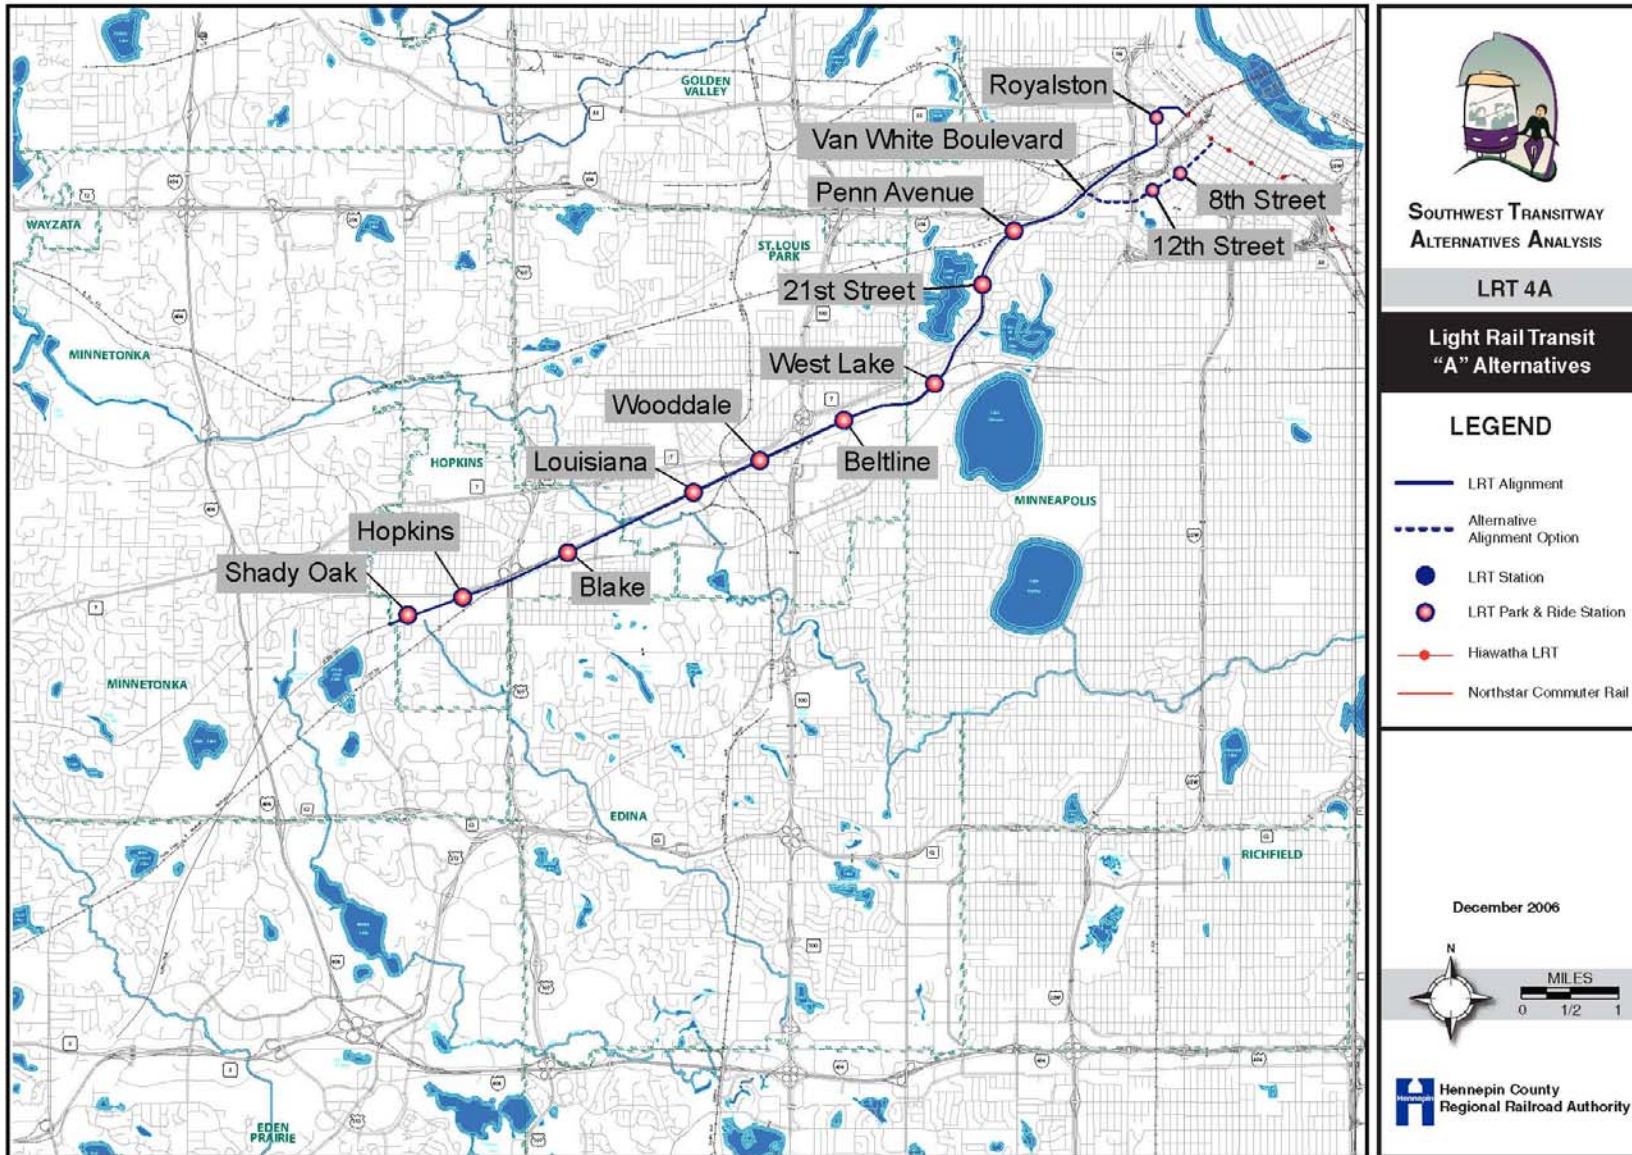 Royalston
GOLDEN
VALLEY
Van White Boulevard
Penn Avenue
8th Street
WAYZATA
12th Street
ST. LOUIS
PARK
21st Street
MINNETONKA
West Lake
Wooddale
HOPKINS
Louisiana
Beltline
MINNEAPOLIS
Hopkins
Shady Oak
Blake
MINNETONKA
EDINA
RICHFIELD
EDEN
PRAIRIE
SOUTHWEST TRANSITWAY
ALTERNATIVES ANALYSIS
LRT 4A
Light Rail Transit
"A" Alternatives
LEGEND
LRT Alignment
Alternative
Alignment Option
LRT Station
LRT Park & Ride Station
Hiawatha LRT
Northstar Commuter Rail
December 2006
N
MILES
0 1/2 1
Hennepin
Hennepin County
Regional Railroad Authority